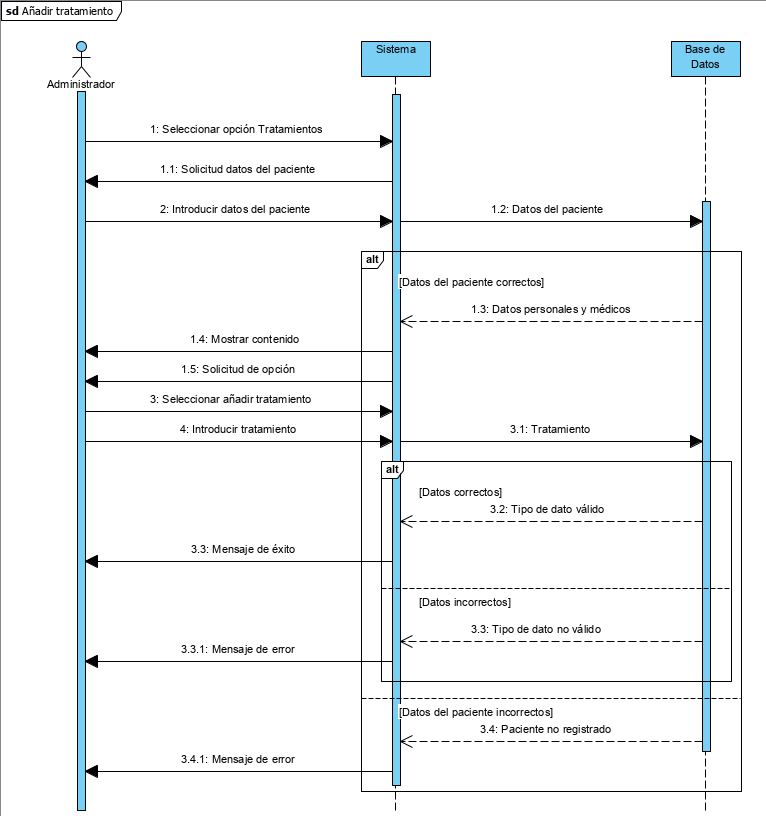 sd Añadir tratamiento
Administrador
Sistema
Base de
Datos
1: Seleccionar opción Tratamientos
1.1: Solicitud datos del paciente
2: Introducir datos del paciente
1.2: Datos del paciente
alt
[Datos del paciente correctos]
1.3: Datos personales y médicos
1.4: Mostrar contenido
1.5: Solicitud de opción
3: Seleccionar añadir tratamiento
4: Introducir tratamiento
3.1: Tratamiento
alt
[Datos correctos]
3.2: Tipo de dato válido
3.3: Mensaje de éxito
[Datos incorrectos]
3.3: Tipo de dato no válido
3.3.1: Mensaje de error
[Datos del paciente incorrectos]
3.4: Paciente no registrado
3.4.1: Mensaje de error